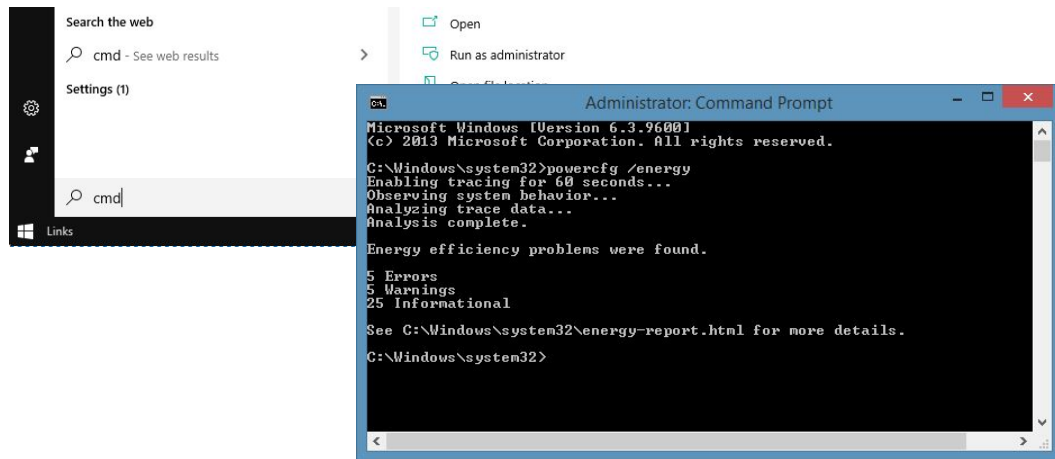 Search the web
cmd - See web results
Settings (1)
cmd
Links
Open
Run as administrator
Open file location
Administrator: Command Prompt
Microsoft Windows [Version 6.3.9600]
(c) 2013 Microsoft Corporation. All rights reserved.
C:\Windows\system32>powercfg /energy
Enabling tracing for 60 seconds...
Observing system behavior...
Analyzing trace data...
Analysis complete.
Energy efficiency problems were found.
5 Errors
5 Warnings
25 Informational
See C:\Windows\system32\energy-report.html for more details.
C:\Windows\system32>